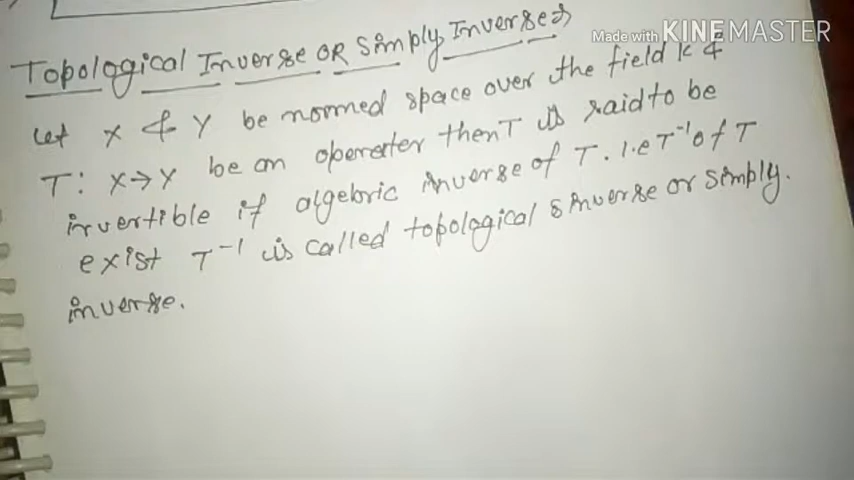 Made with KINEMASTER
Topological Inverse OR Simply Inverse
Let X & Y be normed space over the field K &
T: X→Y be an operater then T is said to be
invertible if algebric inverse of T. i.e T⁻¹ of T
exist T⁻¹ is called topological inverse or simply.
inverse.